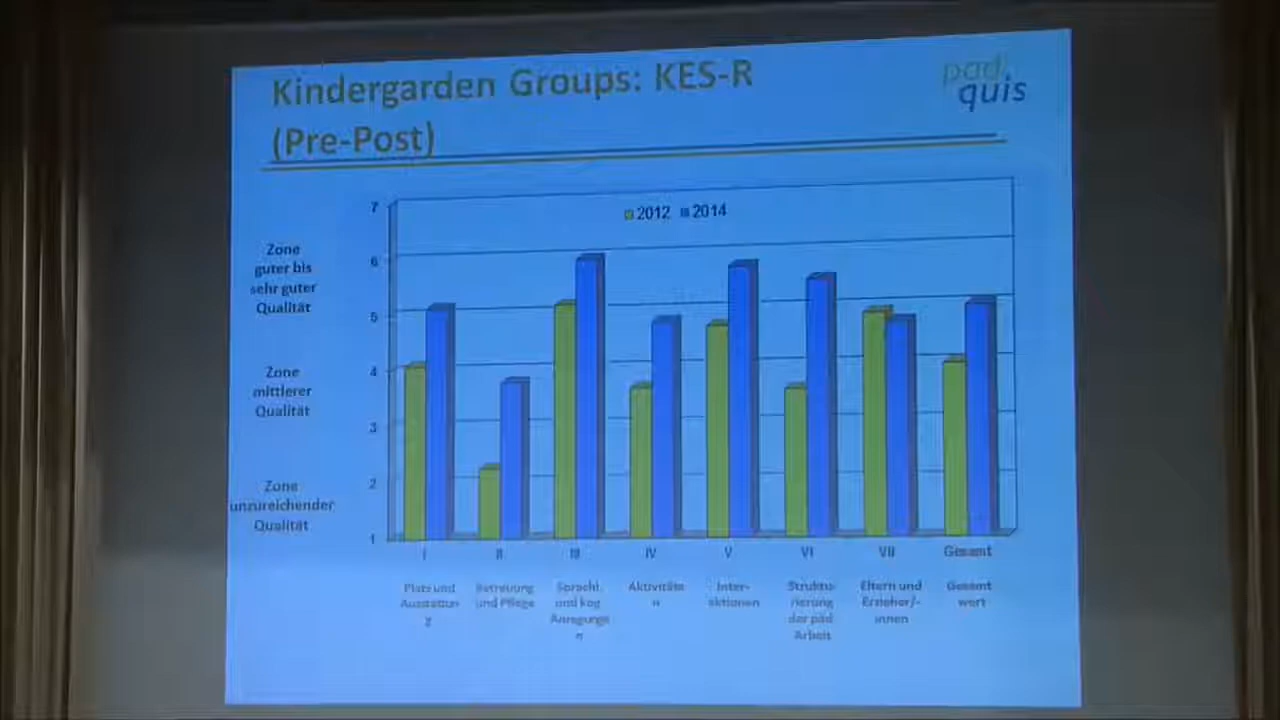 Kindergarden Groups: KES-R
(Pre-Post)
päd
quis
2012 2014
7
6
5
4
3
2
1
Zone
guter bis
sehr guter
Qualität
Zone
mittlerer
Qualität
Zone
unzureichender
Qualität
I II III IV V VI VII Gesamt
Platz und
Ausstattun
g
Betreuung
und Pflege
Sprachl.
und kog
Anregunge
n
Aktivitäte
n
Inter-
aktionen
Struktu-
rierung
der päd
Arbeit
Eltern und
Erzieher/-
innen
Gesamt
wert